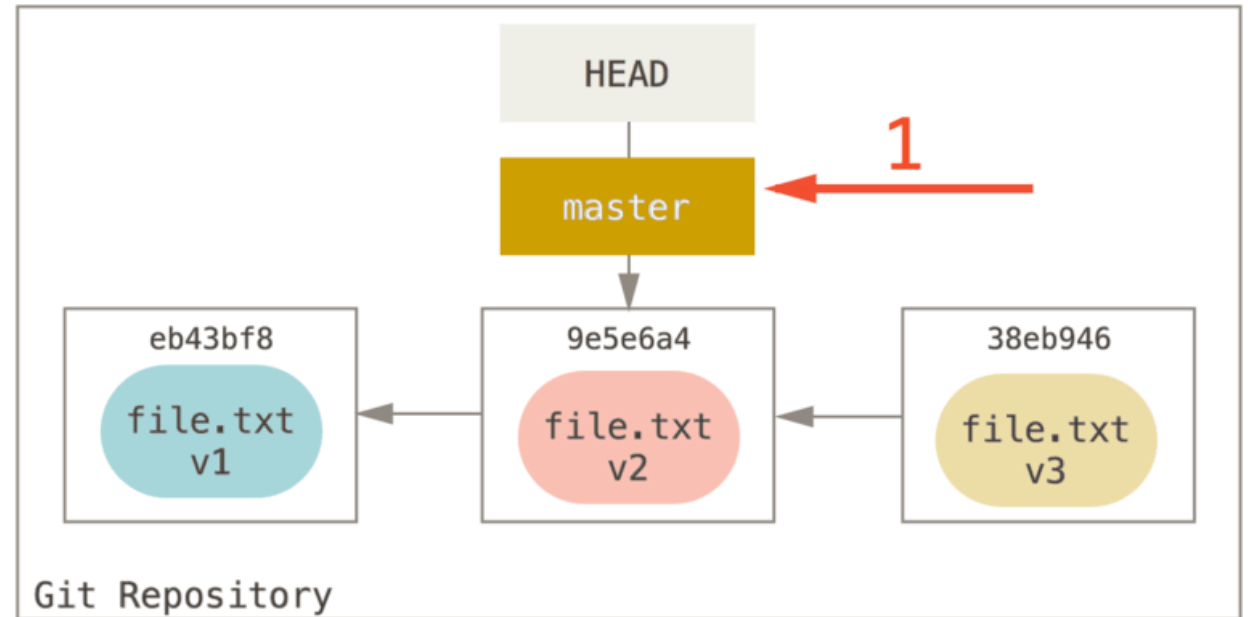 HEAD
1
master
eb43bf8
9e5e6a4
38eb946
file.txt
v1
file.txt
v2
file.txt
v3
Git Repository